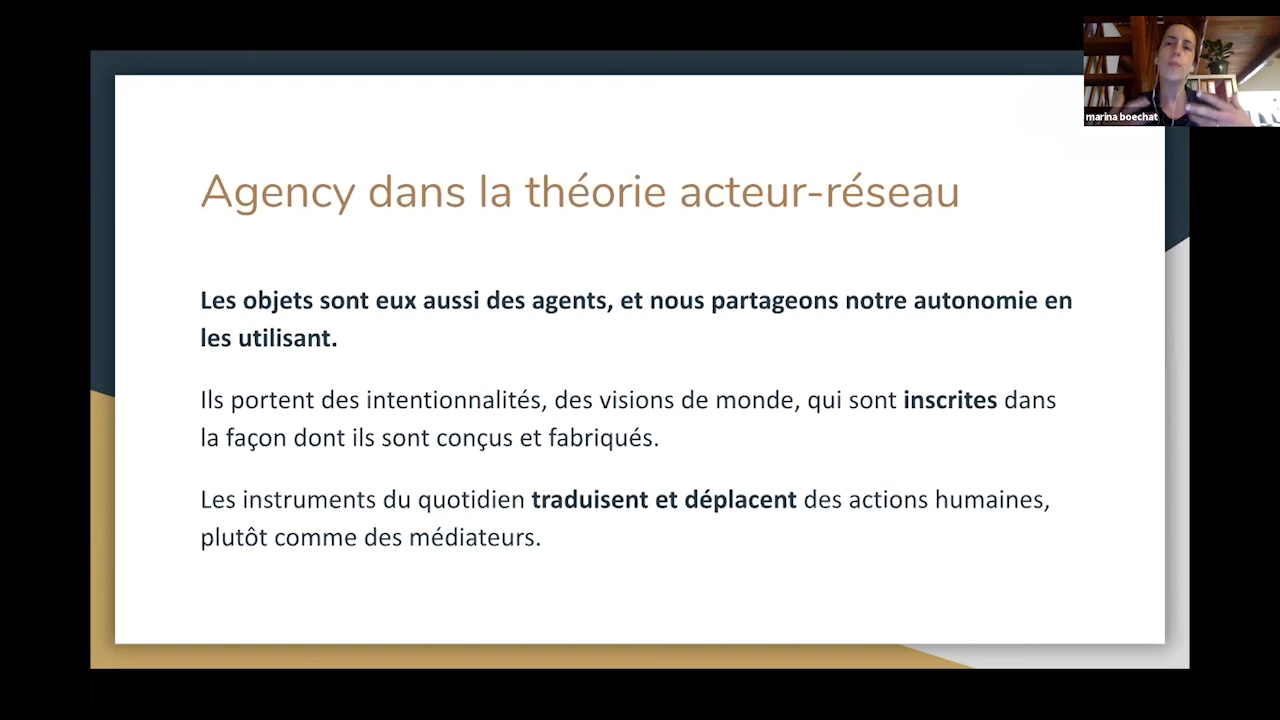 marina boechat
Agency dans la théorie acteur-réseau
Les objets sont eux aussi des agents, et nous partageons notre autonomie en
les utilisant.
Ils portent des intentionnalités, des visions de monde, qui sont inscrites dans
la façon dont ils sont conçus et fabriqués.
Les instruments du quotidien traduisent et déplacent des actions humaines,
plutôt comme des médiateurs.